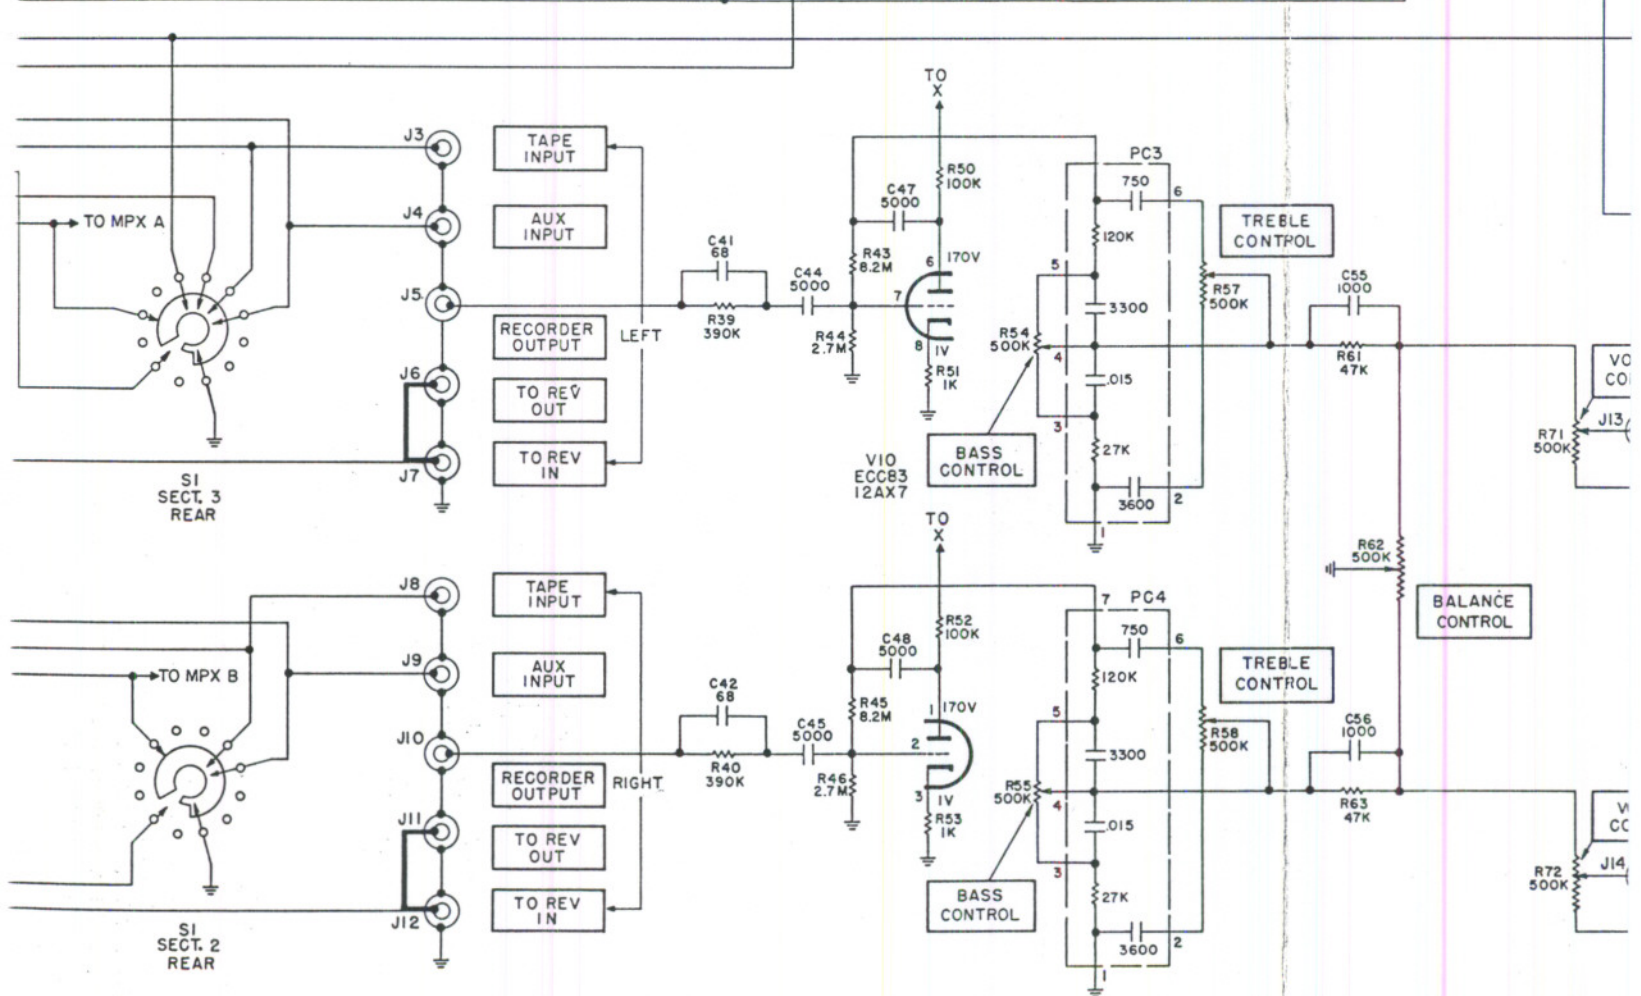 TO
X
J3
TAPE
INPUT
R50
100K
PC3
750
6
C47
5000
TO MPX A
J4
AUX
INPUT
TREBLE
CONTROL
120K
C41
68
R43
8.2M
6
170V
5
C44
5000
J5
7
R57
500K
C55
1000
3300
R39
390K
RECORDER
OUTPUT
LEFT
R44
2.7M
8
1V
R54
500K
4
R61
47K
J6
R51
1K
.015
TO REV
OUT
3
J13
R71
500K
BASS
CONTROL
27K
TO REV
IN
J7
V10
ECC83
12AX7
S1
SECT. 3
REAR
3600
2
1
TO
X
R62
500K
J8
TAPE
INPUT
7
PC4
BALANCE
CONTROL
R52
100K
750
6
C48
5000
J9
AUX
INPUT
TREBLE
CONTROL
TO MPX B
120K
C42
68
R45
8.2M
1
170V
5
C45
5000
J10
2
R58
500K
C56
1000
3300
R40
390K
RECORDER
OUTPUT
RIGHT
R46
2.7M
3
1V
R55
500K
4
R63
47K
J11
R53
1K
.015
TO REV
OUT
3
J14
R72
500K
BASS
CONTROL
27K
TO REV
IN
J12
S1
SECT. 2
REAR
3600
2
1